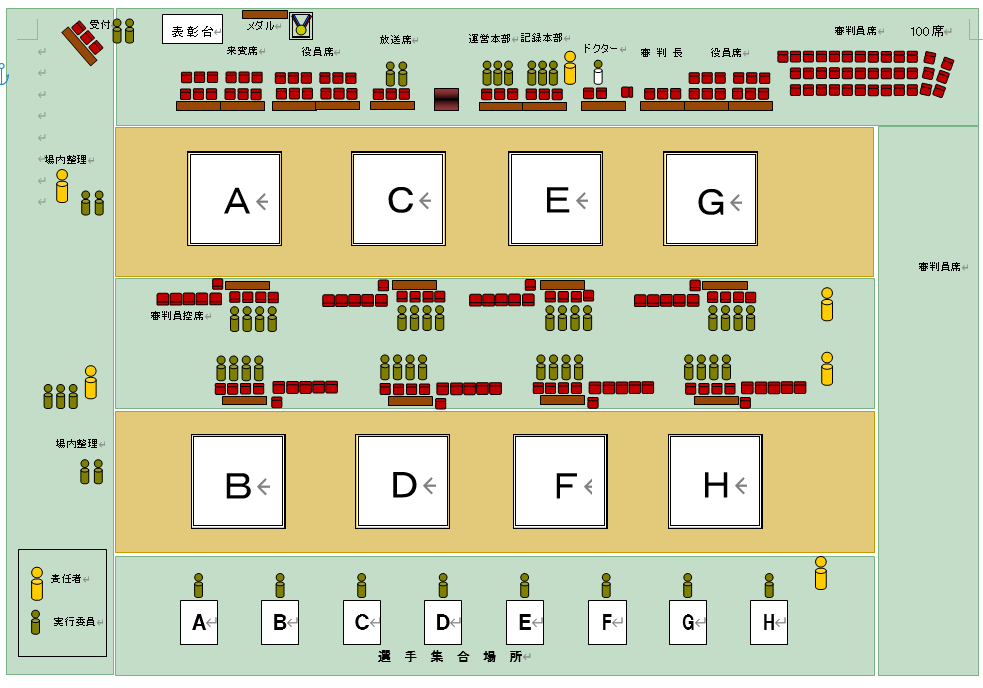 受付
表彰台
メダル
来賓席
役員席
放送席
運営本部
記録本部
ドクター
審判長
役員席
審判員席
100席
場内整理
A
C
E
G
審判員席
審判員控席
場内整理
B
D
F
H
責任者
実行委員
A
B
C
D
E
F
G
H
選手集合場所